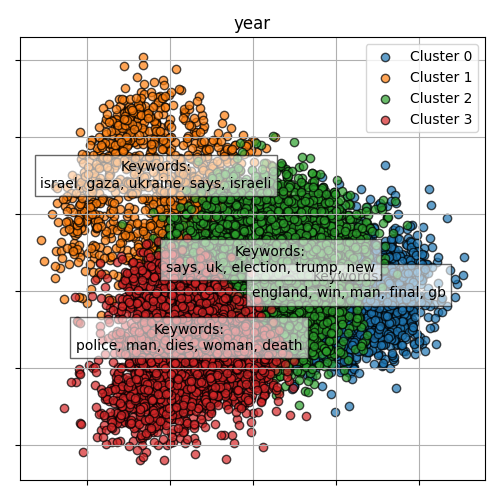 year
Cluster 0
Cluster 1
Cluster 2
Cluster 3
Keywords:
israel, gaza, ukraine, says, israeli
Keywords:
says, uk, election, trump, new
Keywords:
england, win, man, final, gb
Keywords:
police, man, dies, woman, death